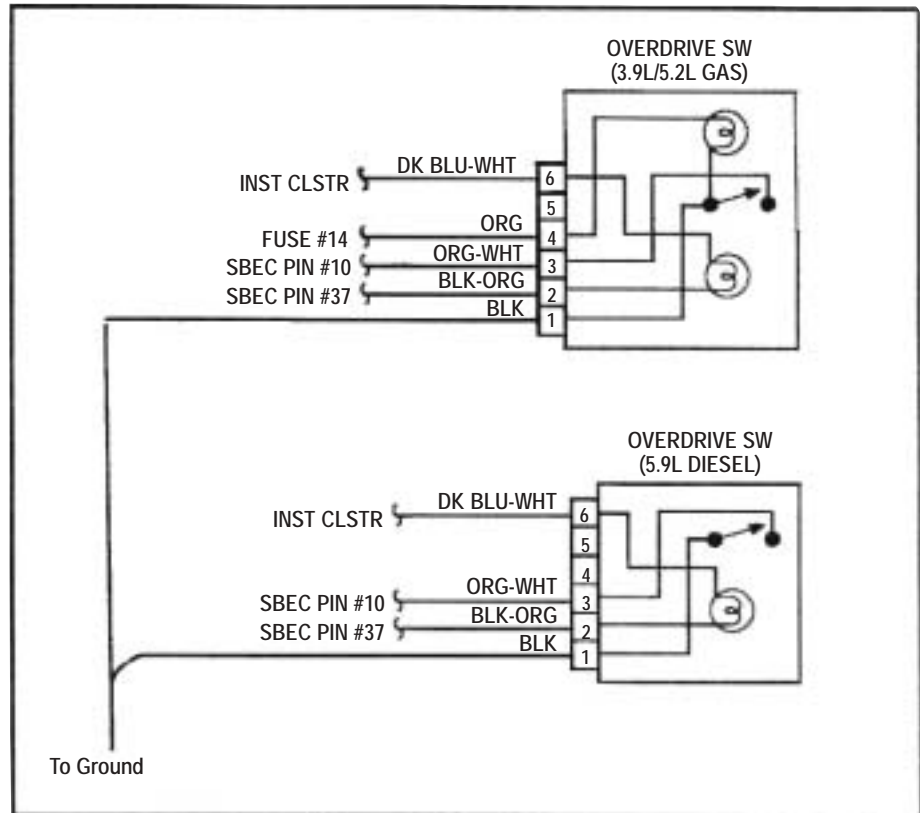 OVERDRIVE SW
(3.9L/5.2L GAS)
DK BLU-WHT
INST CLSTR
6
5
ORG
FUSE #14
4
ORG-WHT
SBEC PIN #10
3
BLK-ORG
SBEC PIN #37
2
BLK
1
OVERDRIVE SW
(5.9L DIESEL)
DK BLU-WHT
INST CLSTR
6
5
4
ORG-WHT
SBEC PIN #10
3
BLK-ORG
SBEC PIN #37
2
BLK
1
To Ground